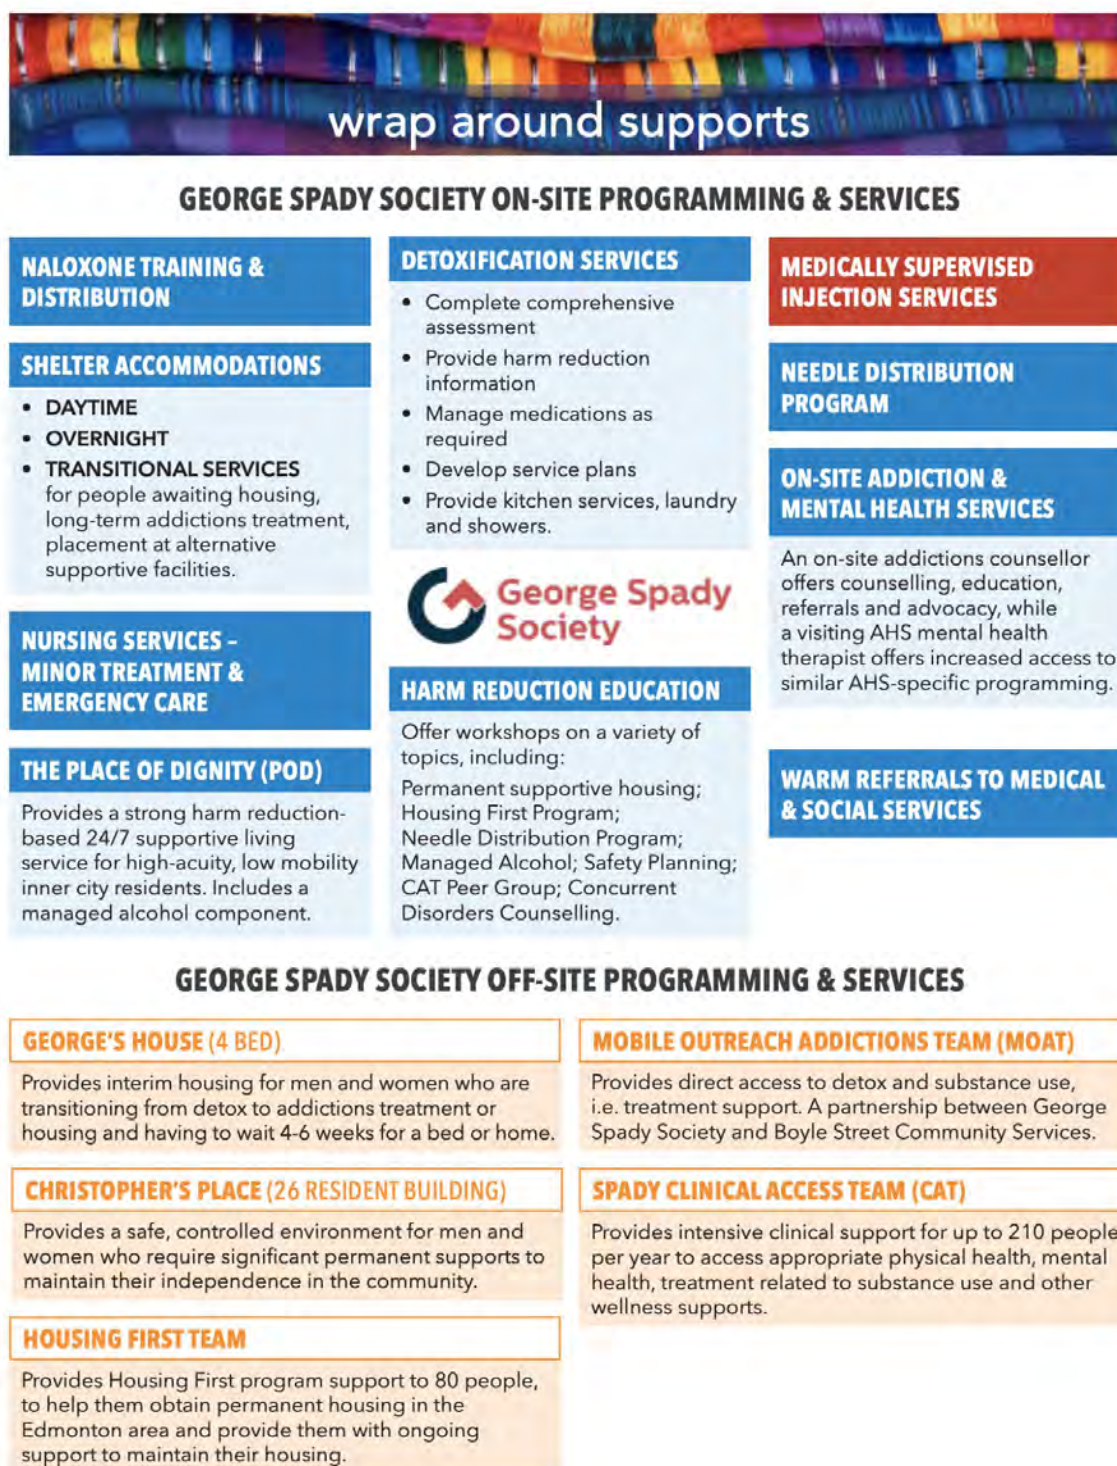 wrap around supports
GEORGE SPADY SOCIETY ON-SITE PROGRAMMING & SERVICES
NALOXONE TRAINING &
DISTRIBUTION
SHELTER ACCOMMODATIONS
• DAYTIME
• OVERNIGHT
• TRANSITIONAL SERVICES
for people awaiting housing,
long-term addictions treatment,
placement at alternative
supportive facilities.
NURSING SERVICES –
MINOR TREATMENT &
EMERGENCY CARE
THE PLACE OF DIGNITY (POD)
Provides a strong harm reduction-
based 24/7 supportive living
service for high-acuity, low mobility
inner city residents. Includes a
managed alcohol component.
DETOXIFICATION SERVICES
• Complete comprehensive
assessment
• Provide harm reduction
information
• Manage medications as
required
• Develop service plans
• Provide kitchen services, laundry
and showers.
George Spady
Society
HARM REDUCTION EDUCATION
Offer workshops on a variety of
topics, including:
Permanent supportive housing;
Housing First Program;
Needle Distribution Program;
Managed Alcohol; Safety Planning;
CAT Peer Group; Concurrent
Disorders Counselling.
MEDICALLY SUPERVISED
INJECTION SERVICES
NEEDLE DISTRIBUTION
PROGRAM
ON-SITE ADDICTION &
MENTAL HEALTH SERVICES
An on-site addictions counsellor
offers counselling, education,
referrals and advocacy, while
a visiting AHS mental health
therapist offers increased access to
similar AHS-specific programming.
WARM REFERRALS TO MEDICAL
& SOCIAL SERVICES
GEORGE SPADY SOCIETY OFF-SITE PROGRAMMING & SERVICES
GEORGE'S HOUSE (4 BED)
Provides interim housing for men and women who are
transitioning from detox to addictions treatment or
housing and having to wait 4-6 weeks for a bed or home.
CHRISTOPHER'S PLACE (26 RESIDENT BUILDING)
Provides a safe, controlled environment for men and
women who require significant permanent supports to
maintain their independence in the community.
HOUSING FIRST TEAM
Provides Housing First program support to 80 people,
to help them obtain permanent housing in the
Edmonton area and provide them with ongoing
support to maintain their housing.
MOBILE OUTREACH ADDICTIONS TEAM (MOAT)
Provides direct access to detox and substance use,
i.e. treatment support. A partnership between George
Spady Society and Boyle Street Community Services.
SPADY CLINICAL ACCESS TEAM (CAT)
Provides intensive clinical support for up to 210 people
per year to access appropriate physical health, mental
health, treatment related to substance use and other
wellness supports.